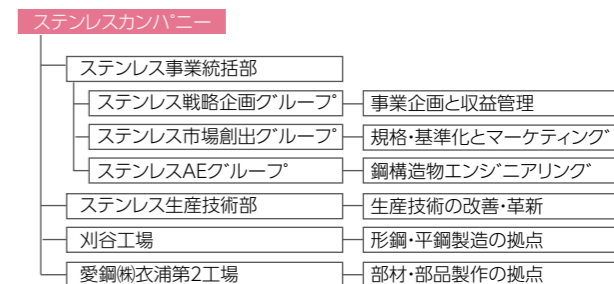 ステンレスカンパニー
ステンレス事業統括部
ステンレス戦略企画グループ 事業企画と収益管理
ステンレス市場創出グループ 規格・基準化とマーケティング
ステンレスAEグループ 鋼構造物エンジニアリング
ステンレス生産技術部 生産技術の改善・革新
刈谷工場 形鋼・平鋼製造の拠点
愛鋼㈱衣浦第2工場 部材・部品製作の拠点